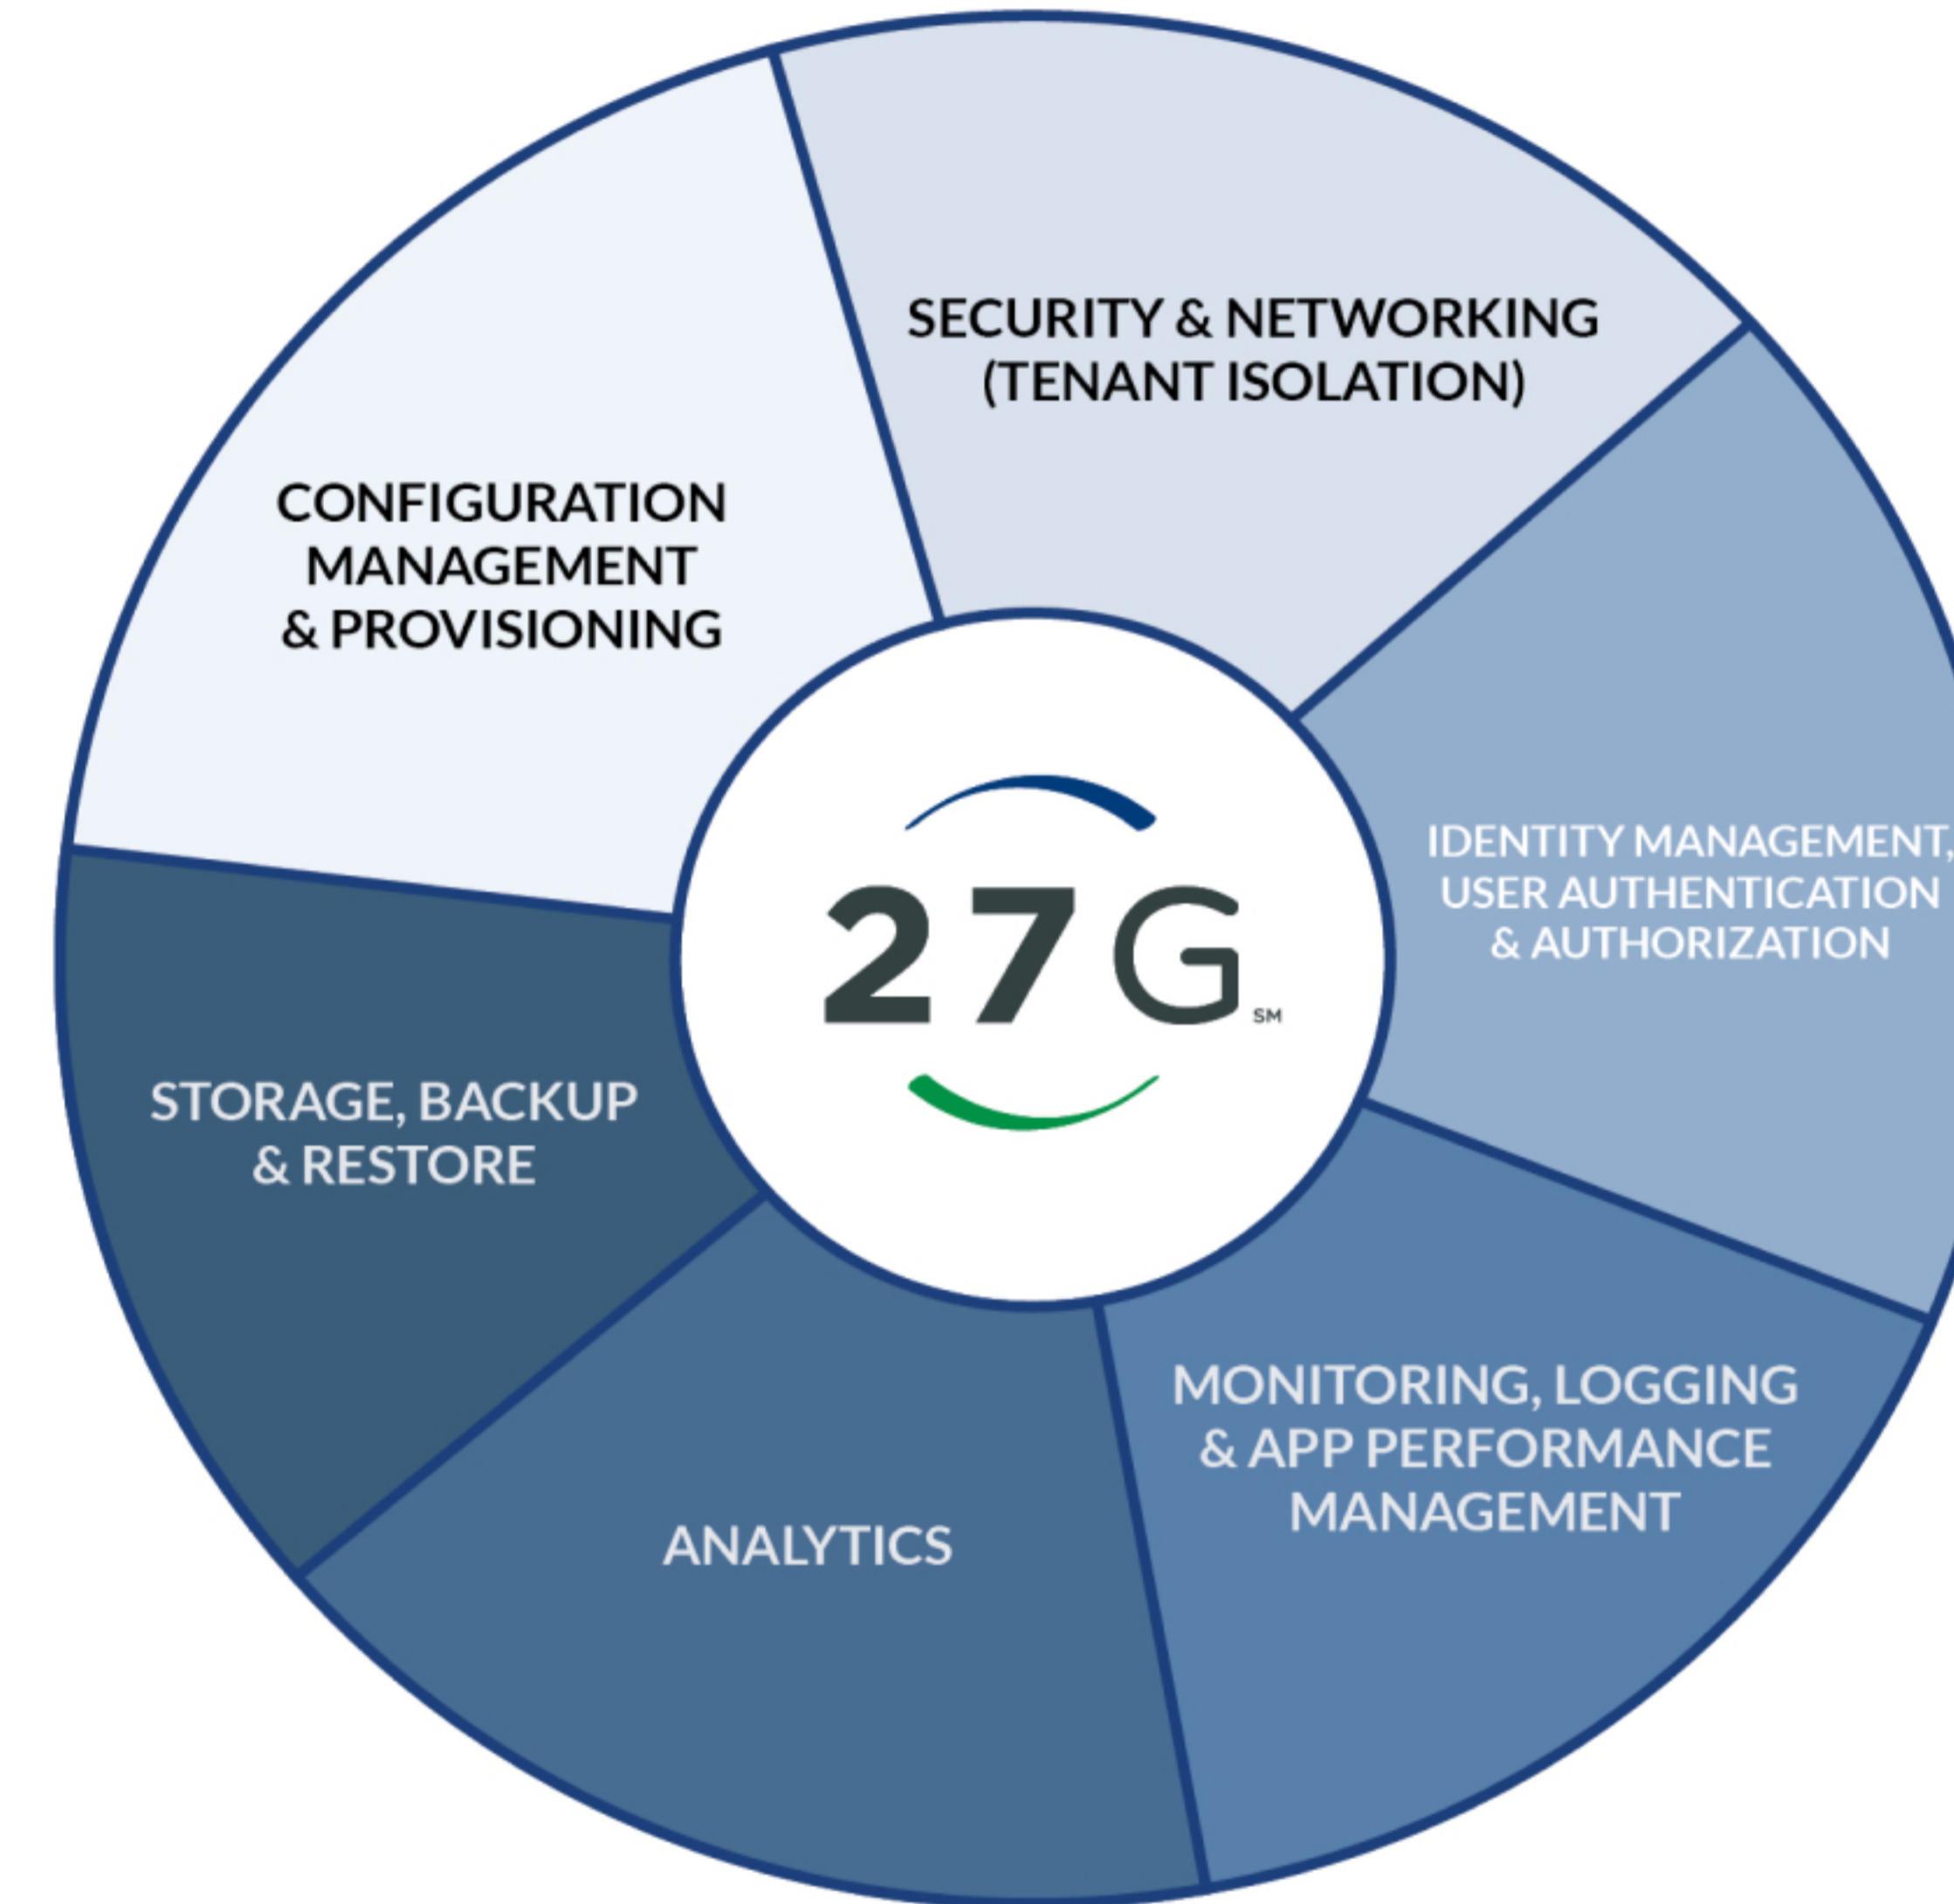 SECURITY & NETWORKING
(TENANT ISOLATION)
CONFIGURATION
MANAGEMENT
& PROVISIONING
IDENTITY MANAGEMENT,
USER AUTHENTICATION
& AUTHORIZATION
27G SM
STORAGE, BACKUP
& RESTORE
MONITORING, LOGGING
& APP PERFORMANCE
MANAGEMENT
ANALYTICS